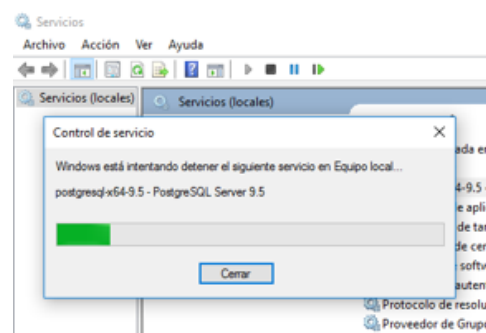 Servicios
Archivo Acción Ver Ayuda
Servicios (locales)
Servicios (locales)
Control de servicio
Windows está intentando detener el siguiente servicio en Equipo local...
postgresql-x64-9.5 - PostgreSQL Server 9.5
Cerrar
Protocolo de resolu
Proveedor de Grupo